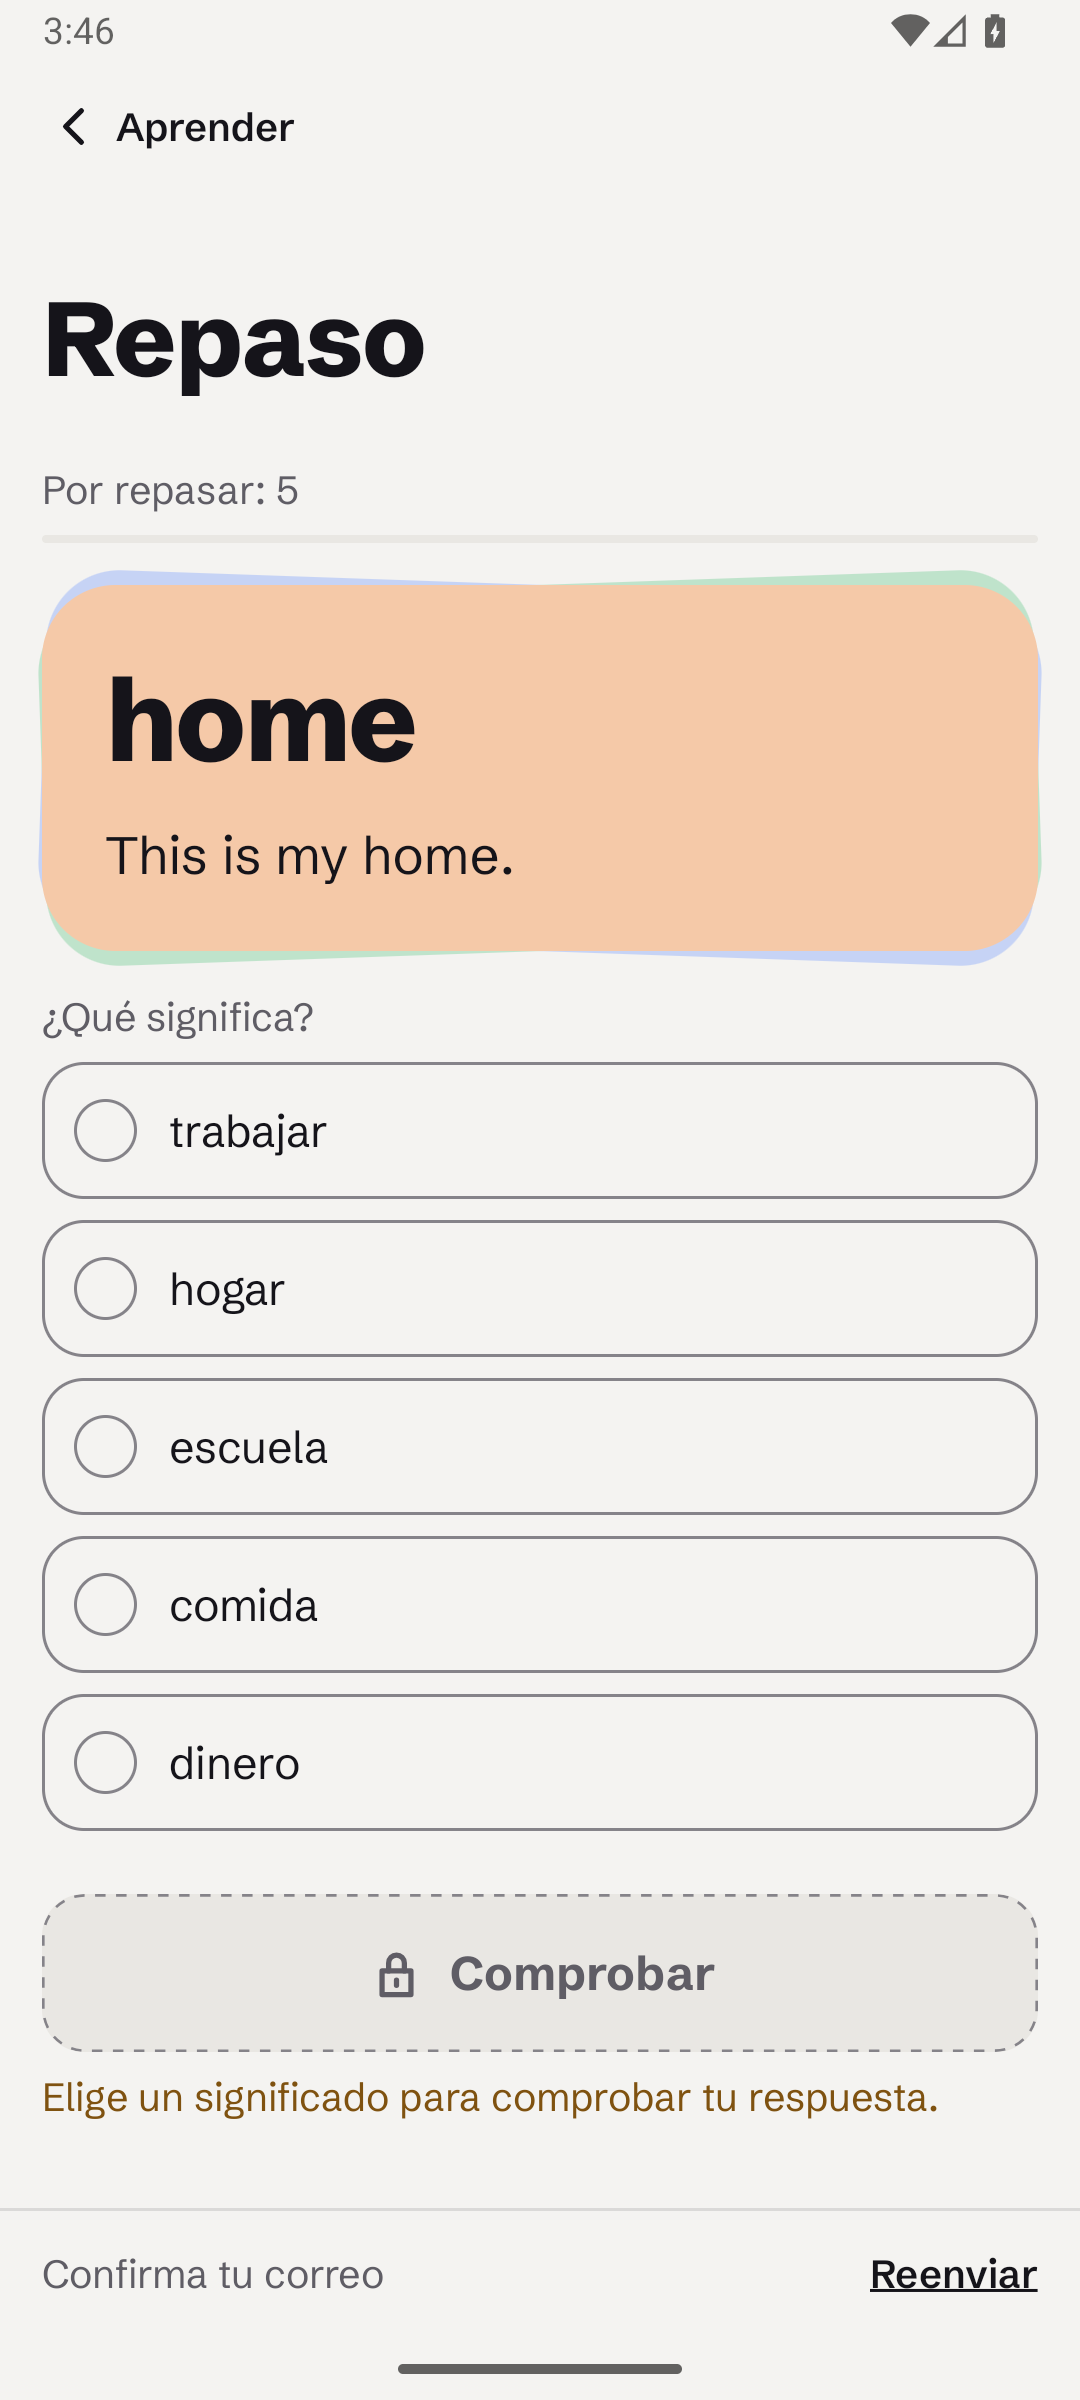 3:46
Aprender
Repaso
Por repasar: 5
home
This is my home.
¿Qué significa?
trabajar
hogar
escuela
comida
dinero
Comprobar
Elige un significado para comprobar tu respuesta.
Confirma tu correo
Reenviar